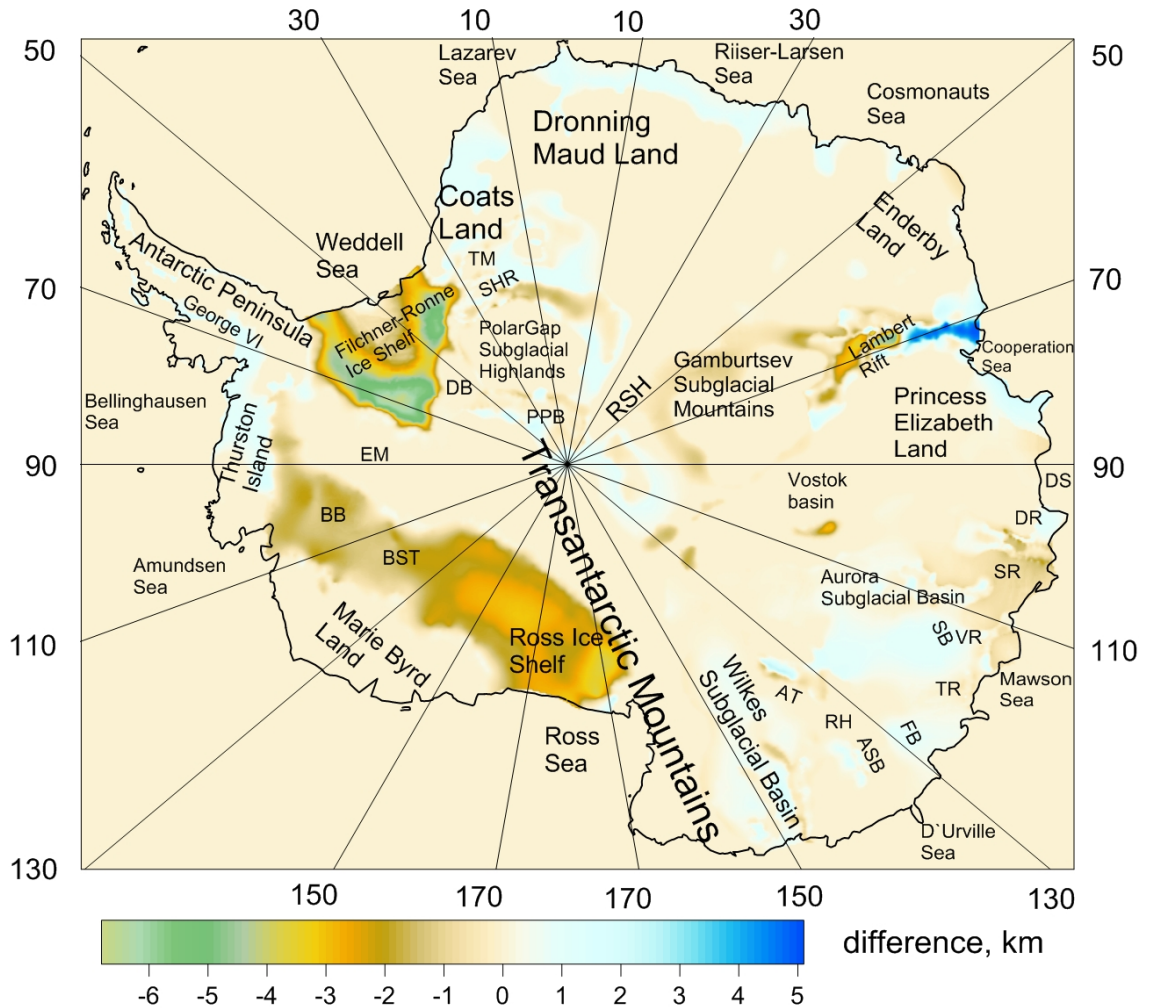 30
10
10
30
50
Lazarev
Sea
Riiser-Larsen
Sea
50
Cosmonauts
Sea
Dronning
Maud Land
Coats
Land
Enderby
Land
Weddell
Sea
TM
SHR
Antarctic Peninsula
70
70
George VI
Filchner-Ronne
Ice Shelf
PolarGap
Subglacial
Highlands
Lambert
Rift
Cooperation
Sea
Gamburtsev
Subglacial
Mountains
DB
RSH
Princess
Elizabeth
Land
Bellinghausen
Sea
PPB
Thurston
Island
EM
90
90
Transantarctic Mountains
Vostok
basin
DS
BB
DR
BST
Amundsen
Sea
SR
Aurora
Subglacial Basin
Marie Byrd
Land
Ross Ice
Shelf
SB
VR
110
110
Wilkes
Subglacial Basin
AT
TR
Mawson
Sea
RH
ASB
FB
Ross
Sea
D`Urville
Sea
130
150
170
170
150
130
difference, km
-6
-5
-4
-3
-2
-1
0
1
2
3
4
5